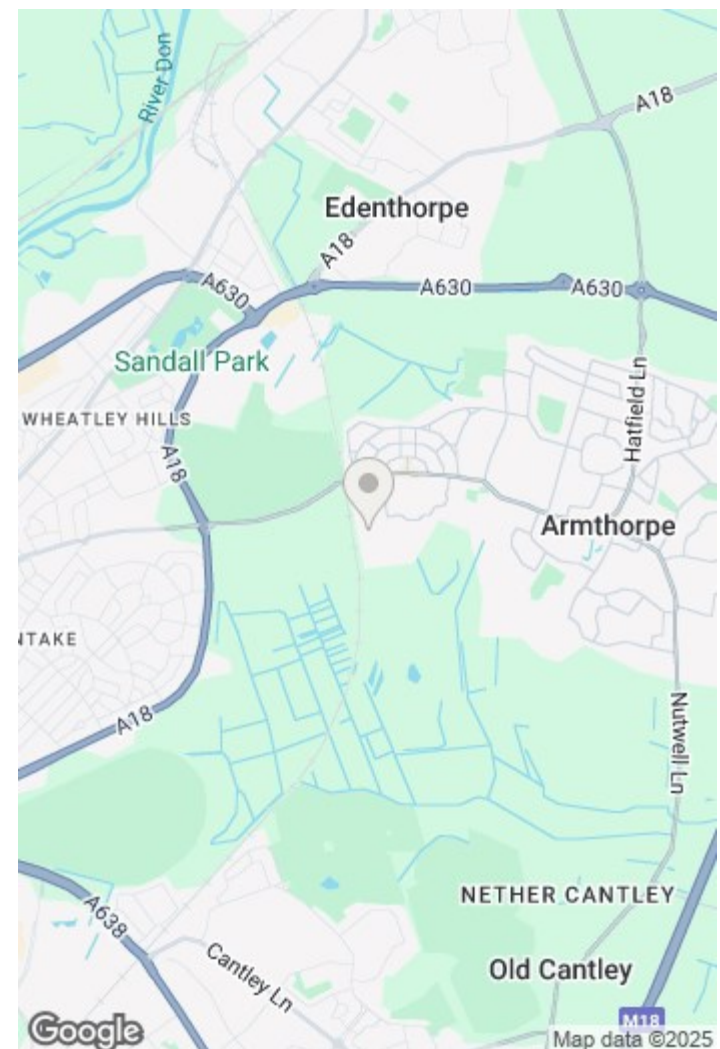 River Don
A18
Edenthorpe
A18
A630
A630
A630
Sandall Park
Hatfield Ln
WHEATLEY HILLS
A18
Armthorpe
NTAKE
A18
Nutwell Ln
NETHER CANTLEY
A638
Cantley Ln
Old Cantley
M18
Google
Map data ©2025